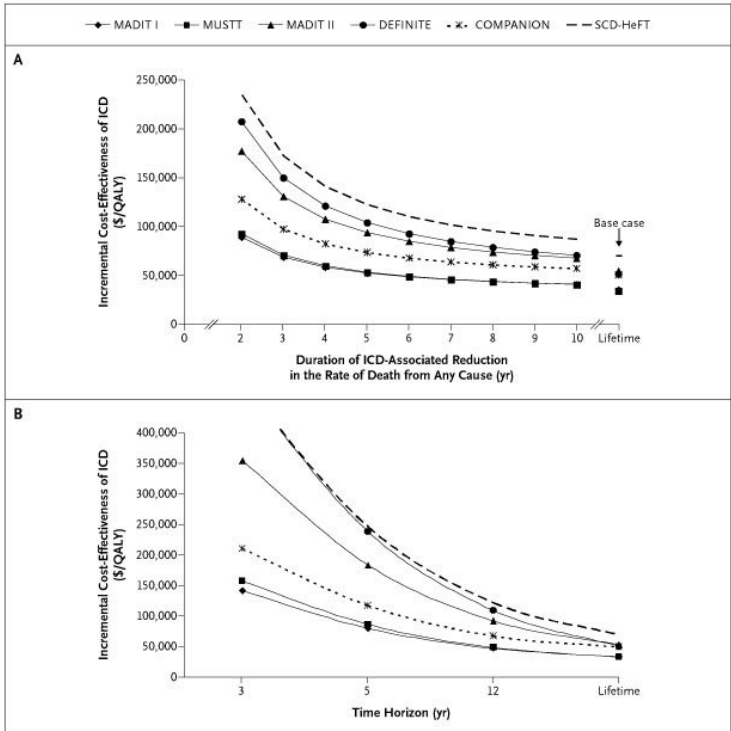 MADIT I MUSTT MADIT II DEFINITE COMPANION SCD-HeFT
A
Incremental Cost-Effectiveness of ICD
($/QALY)
250,000
200,000
150,000
100,000
50,000
0
Base case
0 2 3 4 5 6 7 8 9 10 Lifetime
Duration of ICD-Associated Reduction
in the Rate of Death from Any Cause (yr)
B
Incremental Cost-Effectiveness of ICD
($/QALY)
400,000
350,000
300,000
250,000
200,000
150,000
100,000
50,000
0
3 5 12 Lifetime
Time Horizon (yr)